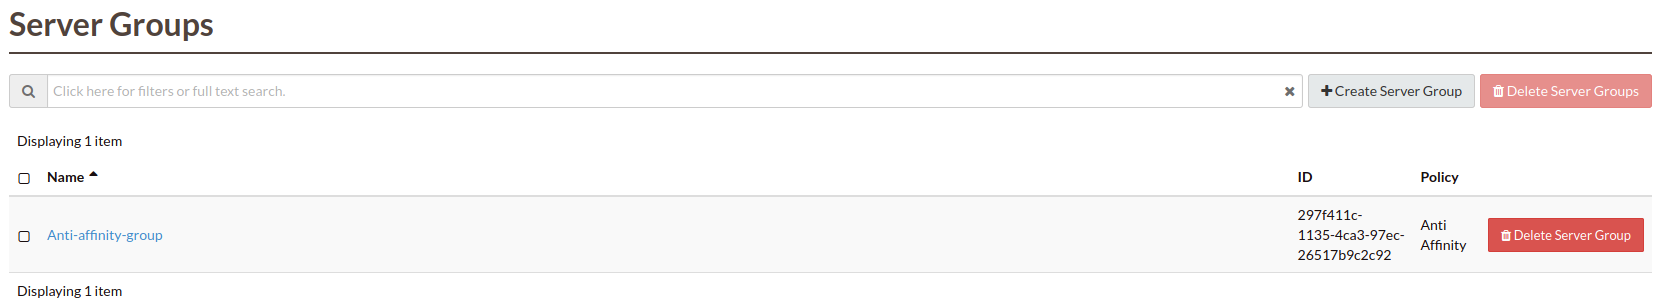 Server Groups
Click here for filters or full text search.
Create Server Group
Delete Server Groups
Displaying 1 item
Name ID Policy
Anti-affinity-group
297f411c-
1135-4ca3-97ec-
26517b9c2c92
Anti
Affinity
Delete Server Group
Displaying 1 item